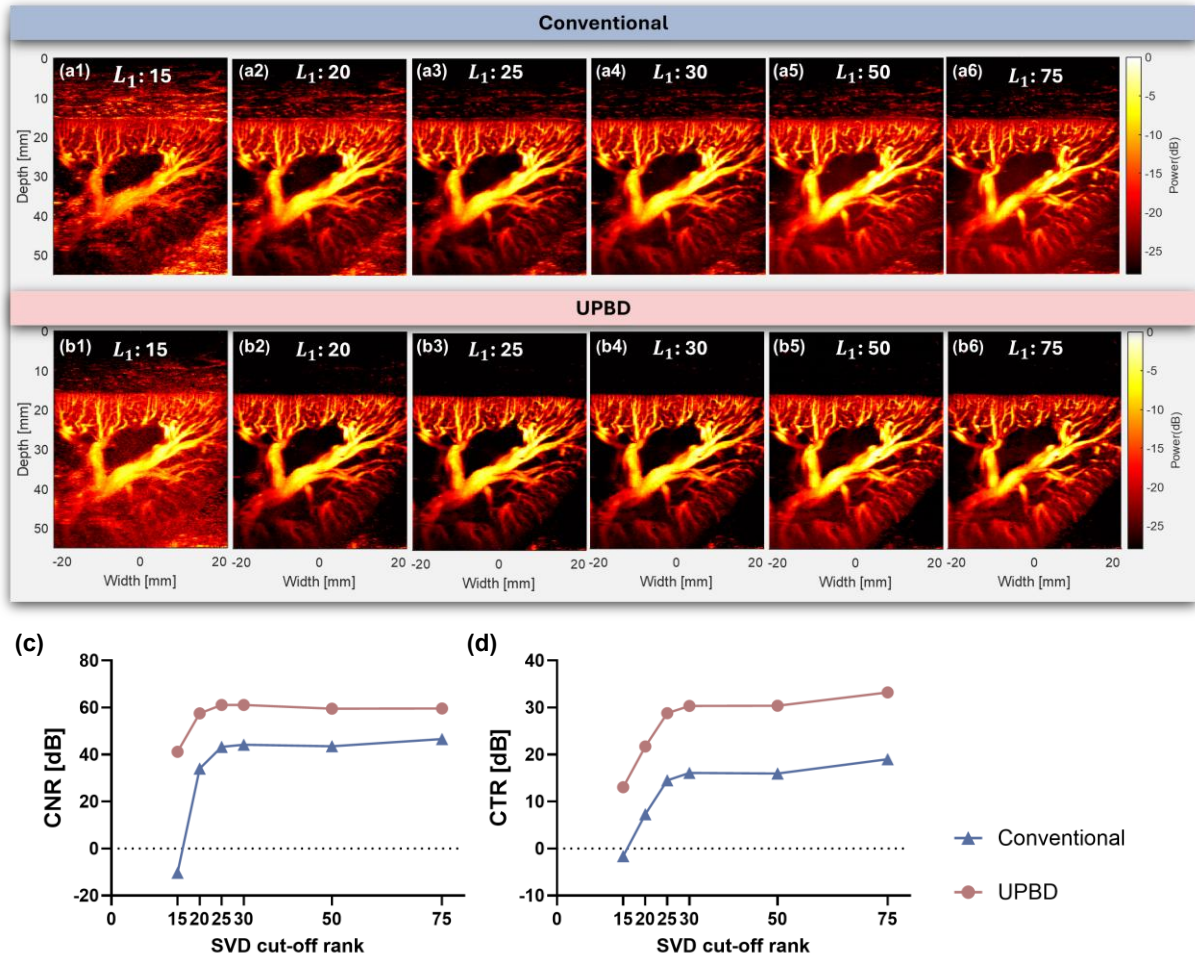 Conventional
(a1) L₁: 15 (a2) L₁: 20 (a3) L₁: 25 (a4) L₁: 30 (a5) L₁: 50 (a6) L₁: 75
0
10
20
30
40
50
Depth [mm]
0
-5
-10
-15
-20
-25
Power(dB)
UPBD
(b1) L₁: 15 (b2) L₁: 20 (b3) L₁: 25 (b4) L₁: 30 (b5) L₁: 50 (b6) L₁: 75
0
10
20
30
40
50
Depth [mm]
0
-5
-10
-15
-20
-25
Power(dB)
-20 0 20 -20 0 20 -20 0 20 -20 0 20 -20 0 20 -20 0 20
Width [mm] Width [mm] Width [mm] Width [mm] Width [mm] Width [mm]
(c)
80
60
40
20
0
-20
CNR [dB]
0 15 20 25 30 50 75
SVD cut-off rank
(d)
40
30
20
10
0
-10
CTR [dB]
0 15 20 25 30 50 75
SVD cut-off rank
Conventional
UPBD